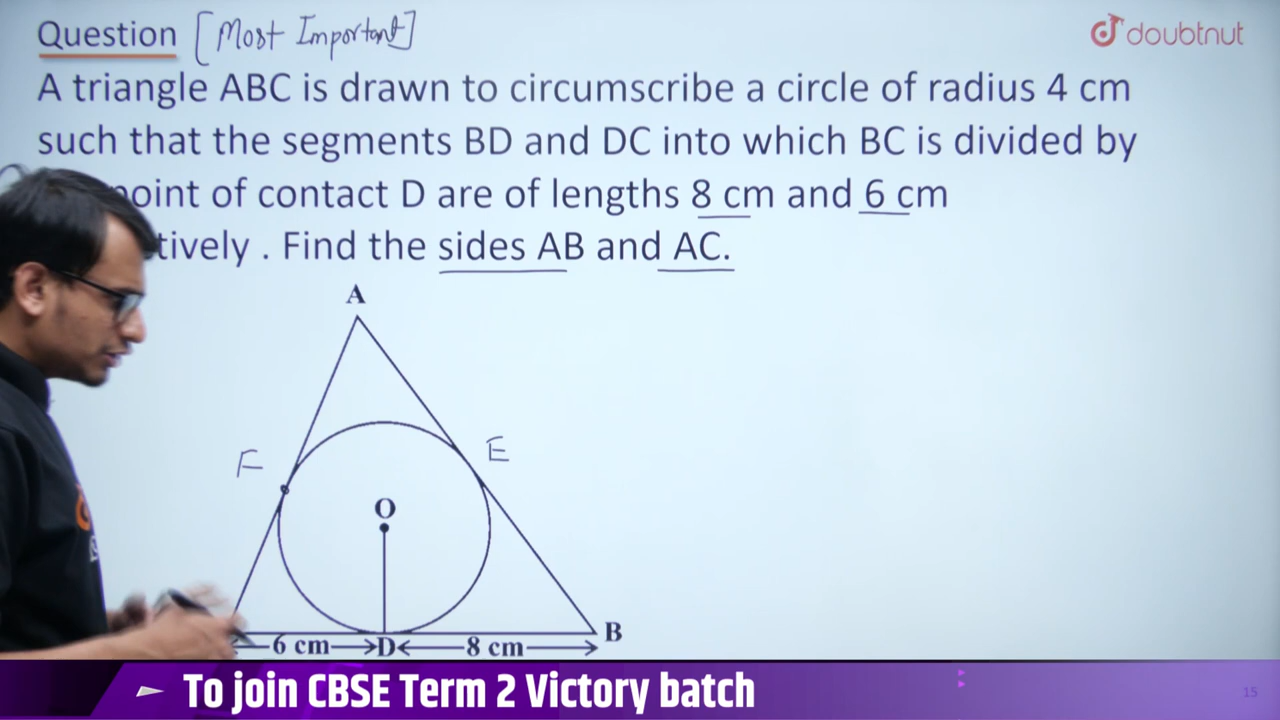 Question [Most Important]
doubtnut
A triangle ABC is drawn to circumscribe a circle of radius 4 cm
such that the segments BD and DC into which BC is divided by
point of contact D are of lengths 8 cm and 6 cm
tively . Find the sides AB and AC.
A
F
E
O
B
6 cm
D
8 cm
To join CBSE Term 2 Victory batch
15